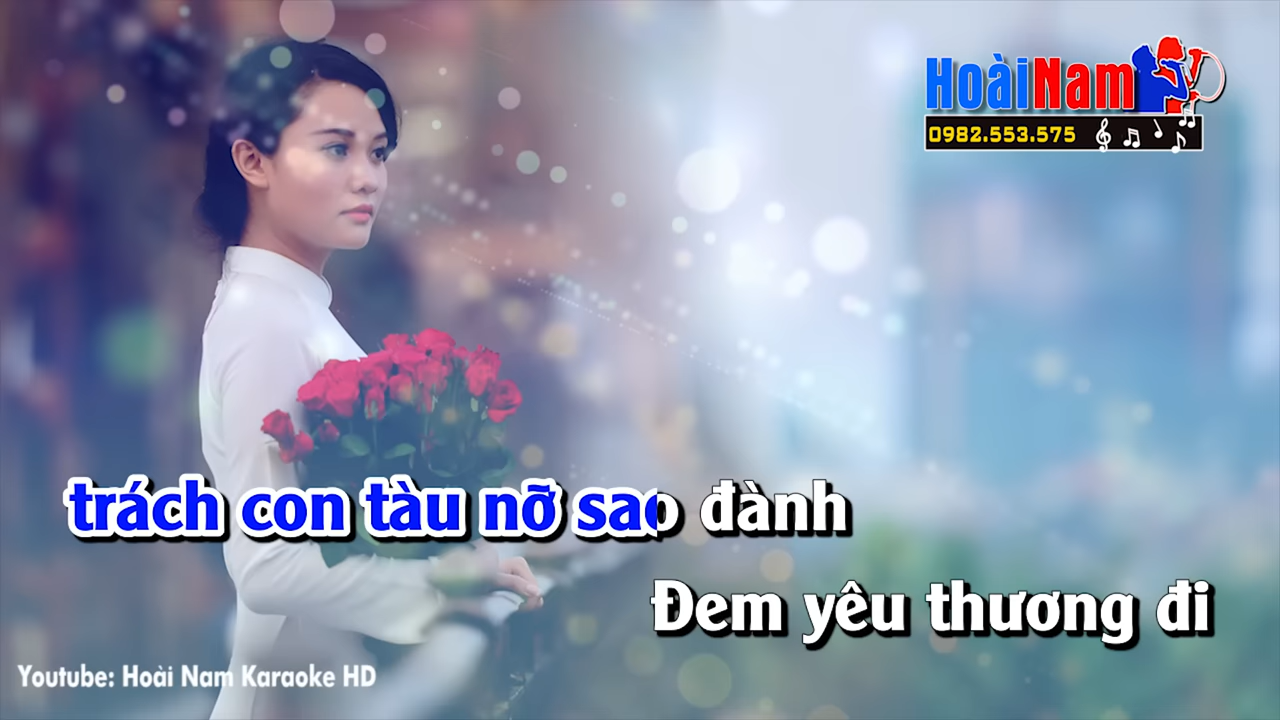 HoàiNam
0982.553.575
trách con tàu nỡ sao đành
Đem yêu thương đi
Youtube: Hoài Nam Karaoke HD